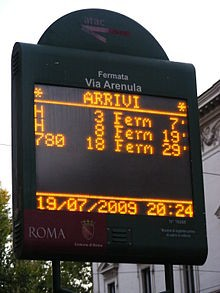 atac
Fermata
Via Arenula
* ARRIVI *
H 3 Ferm 7'
H 8 Ferm 19'
780 18 Ferm 29'
19/07/2009 20:24
ROMA
Comune di Roma